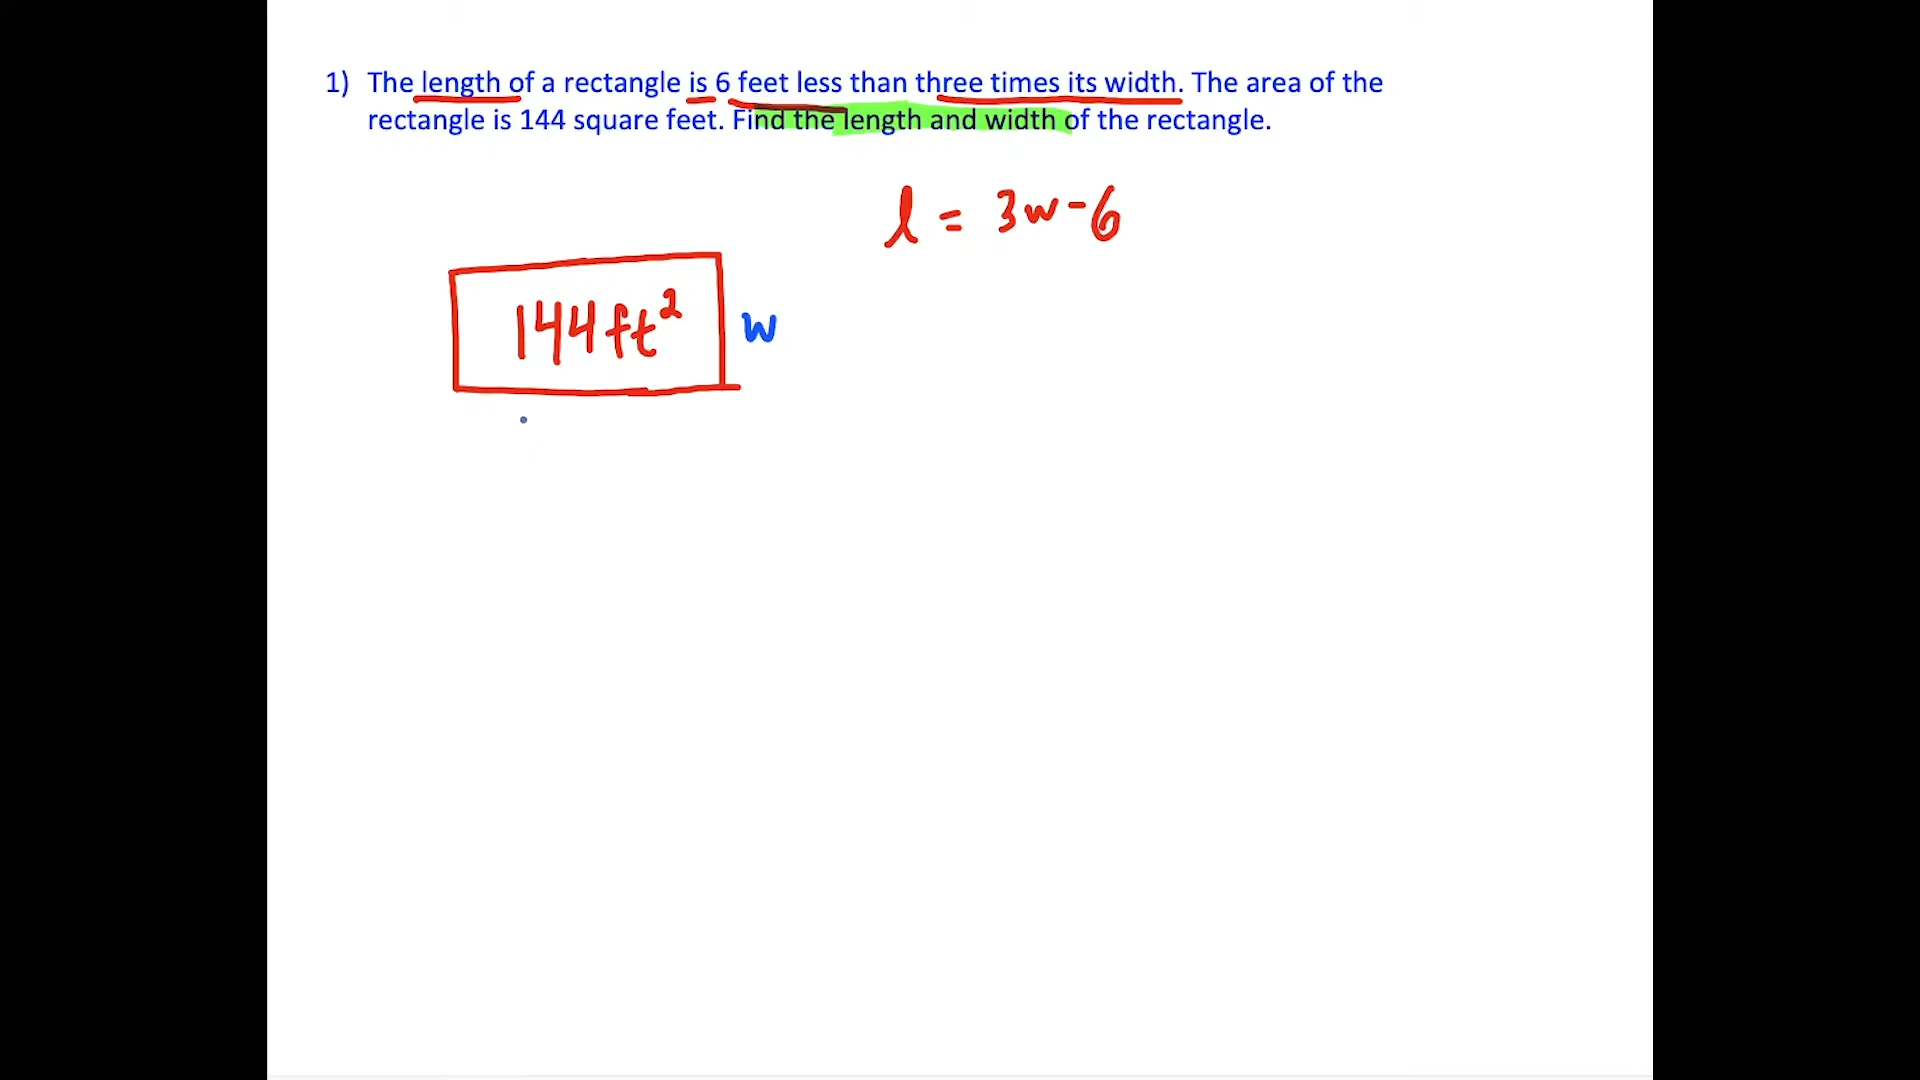 1) The length of a rectangle is 6 feet less than three times its width. The area of the
rectangle is 144 square feet. Find the length and width of the rectangle.
l = 3w-6
144ft²
w